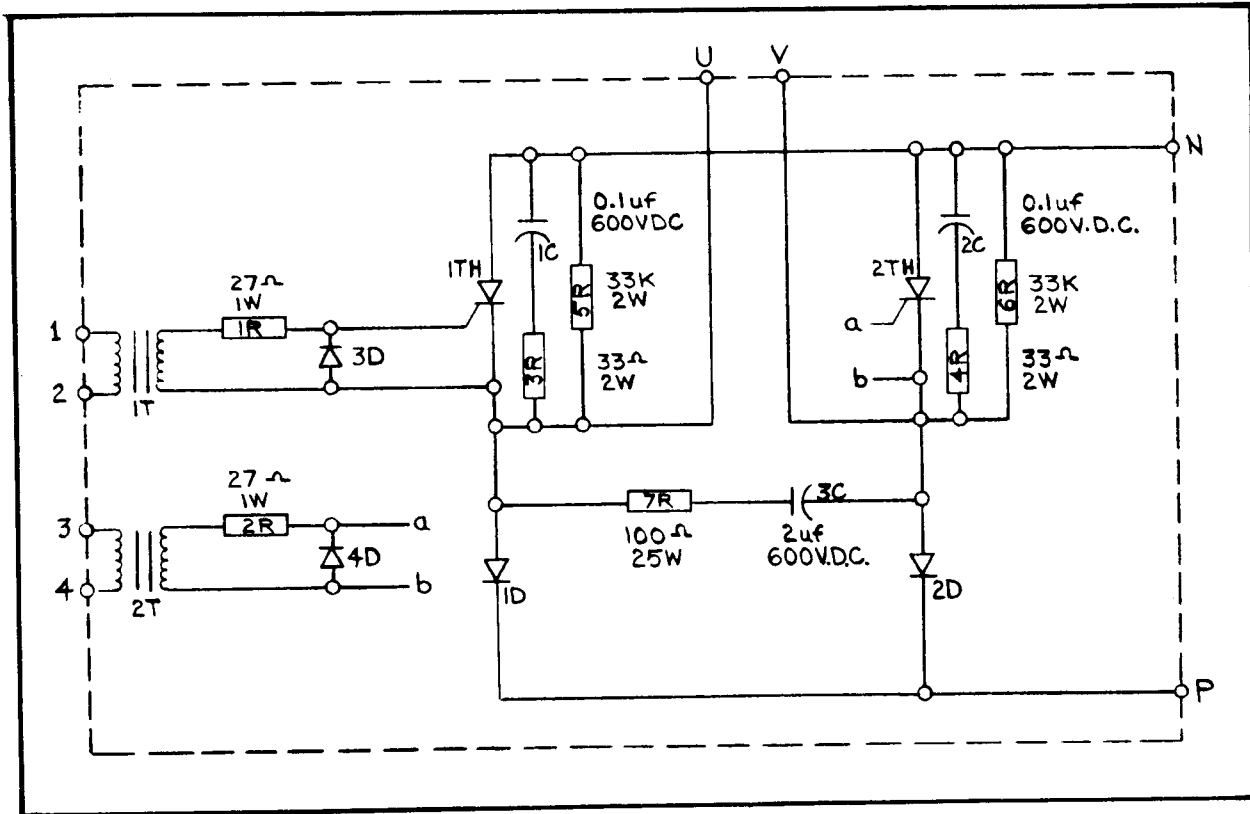 U V
N
0.1uf
600VDC
1C
1TH
5R
33K
2W
3R
33Ω
2W
0.1uf
600V.D.C.
2C
2TH
6R
33K
2W
a
b
4R
33Ω
2W
27Ω
1W
1R
1
2
3D
1T
27Ω
1W
2R
a
3
4
4D
b
2T
7R
3C
100Ω
25W
2uf
600V.D.C.
1D
2D
P